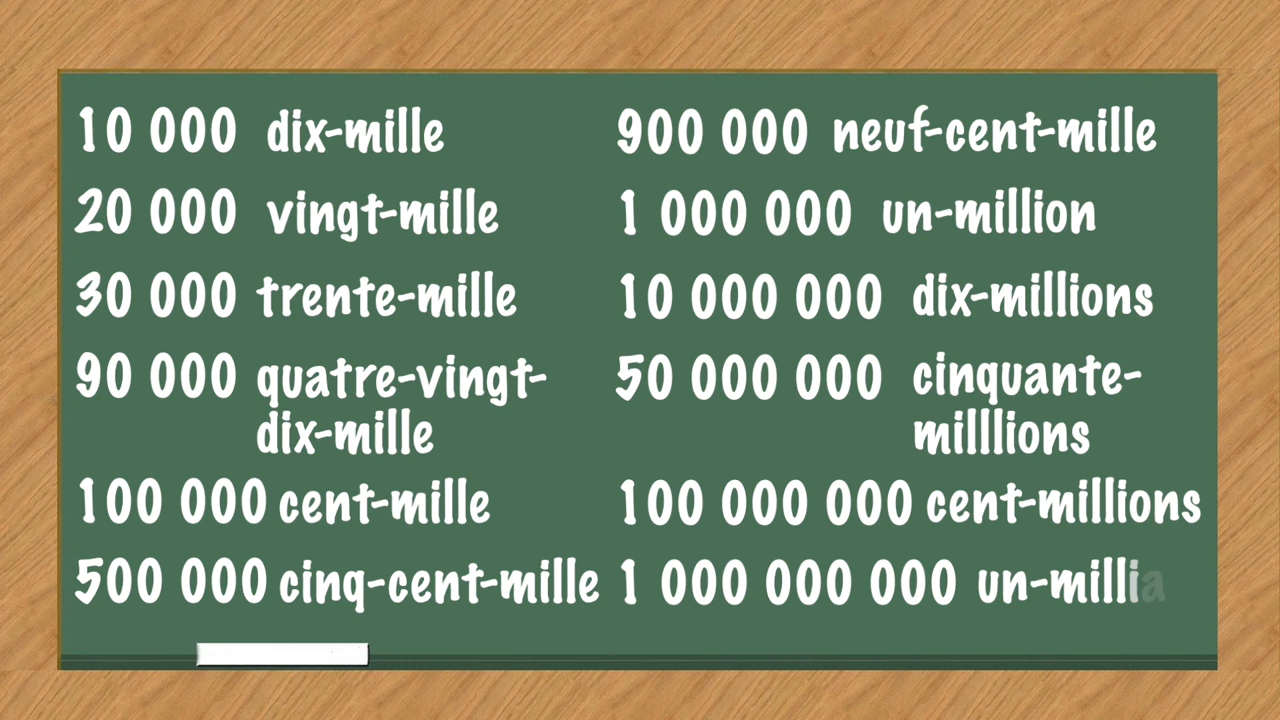 10 000 dix-mille
20 000 vingt-mille
30 000 trente-mille
90 000 quatre-vingt-
dix-mille
100 000 cent-mille
500 000 cinq-cent-mille
900 000 neuf-cent-mille
1 000 000 un-million
10 000 000 dix-millions
50 000 000 cinquante-
milllions
100 000 000 cent-millions
1 000 000 000 un-millia